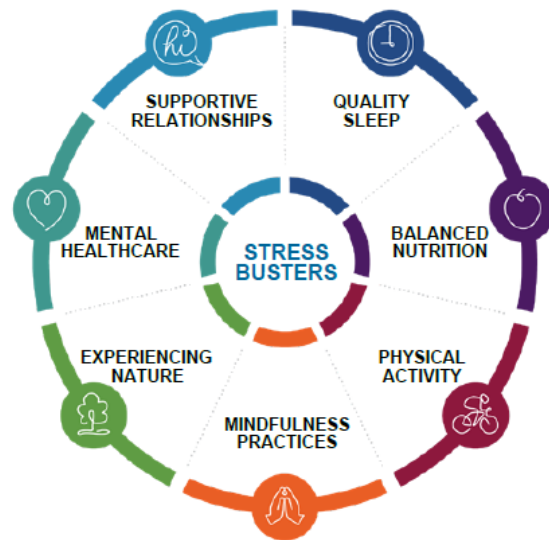 hi
SUPPORTIVE
RELATIONSHIPS
QUALITY
SLEEP
MENTAL
HEALTHCARE
STRESS
BUSTERS
BALANCED
NUTRITION
EXPERIENCING
NATURE
PHYSICAL
ACTIVITY
MINDFULNESS
PRACTICES